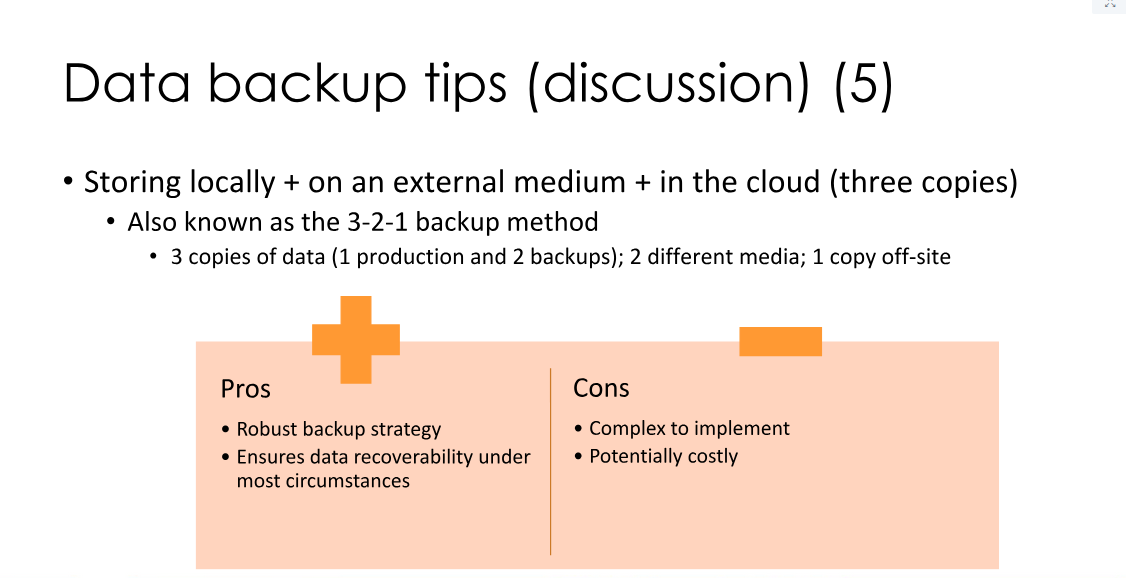 Data backup tips (discussion) (5)
• Storing locally + on an external medium + in the cloud (three copies)
• Also known as the 3-2-1 backup method
• 3 copies of data (1 production and 2 backups); 2 different media; 1 copy off-site
Pros
• Robust backup strategy
• Ensures data recoverability under
most circumstances
Cons
• Complex to implement
• Potentially costly